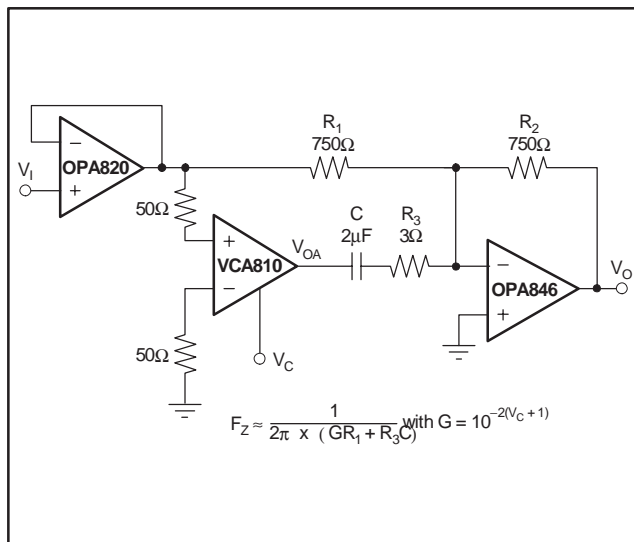 R1
750Ω
R2
750Ω
−
OPA820
+
VI
50Ω
C
2μF
R3
3Ω
+
VCA810
−
VOA
−
OPA846
+
VO
50Ω
VC
FZ ≈ 1 / 2π × (GR1 + R3C) with G = 10^−2(VC + 1)